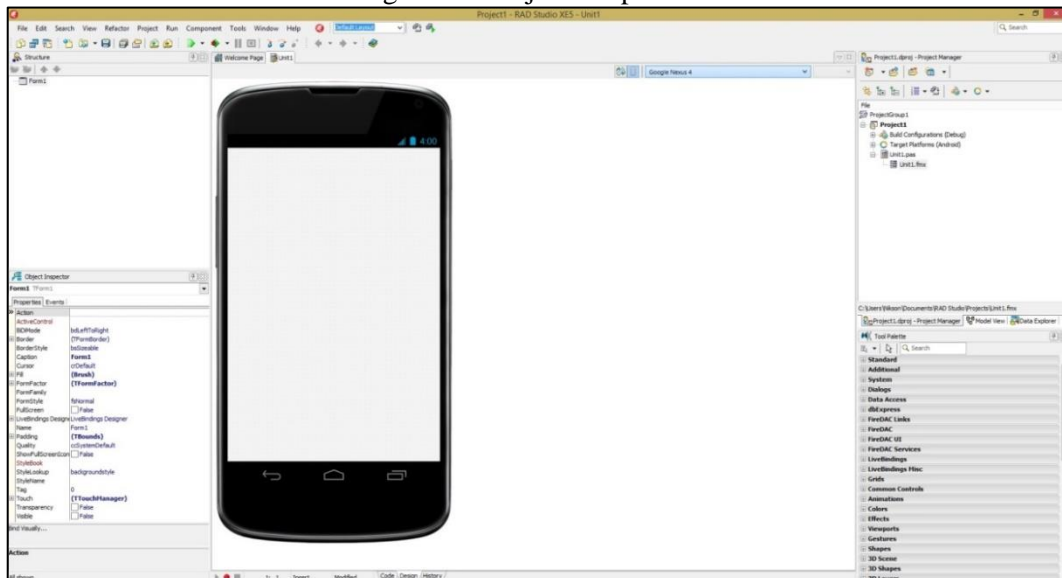 Project1 - RAD Studio XE5 - Unit1
File Edit Search View Refactor Project Run Component Tools Window Help
Default Layout
Search
Structure
Form1
Welcome Page Unit1
Google Nexus 4
4:00
Object Inspector
Form1 TForm1
Properties Events
Action
ActiveControl
BiDiMode bdLeftToRight
Border (TFormBorder)
BorderStyle bsSizeable
Caption Form1
Cursor crDefault
Fill (Brush)
FormFactor (TFormFactor)
FormFamily
FormStyle fsNormal
FullScreen False
LiveBindings Design LiveBindings Designer
Name Form1
Padding (TBounds)
Quality ccSystemDefault
ShowFullScreenIcon False
StyleBook
StyleLookup backgroundstyle
StyleName
Tag 0
Touch (TTouchManager)
Transparency False
Visible False
Bind Visually...
Action
All shown
1: 1 Insert Modified Code Design History
Project1.dproj - Project Manager
File
ProjectGroup1
Project1
Build Configurations (Debug)
Target Platforms (Android)
Unit1.pas
Unit1.fmx
Project1.dproj - Project Manager Model View Data Explorer
Tool Palette
Search
Standard
Additional
System
Dialogs
Data Access
dbExpress
FireDAC Links
FireDAC
FireDAC UI
FireDAC Services
LiveBindings
LiveBindings Misc
Grids
Common Controls
Animations
Colors
Effects
Viewports
Gestures
Shapes
3D Scene
3D Shapes